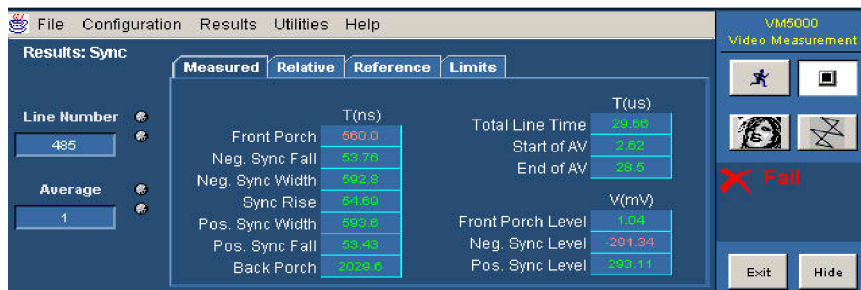 File Configuration Results Utilities Help
VM5000
Video Measurement
Results: Sync
Measured Relative Reference Limits
Line Number
485
Average
1
T(ns)
Front Porch 560.0
Neg. Sync Fall 53.76
Neg. Sync Width 592.8
Sync Rise 54.69
Pos. Sync Width 593.6
Pos. Sync Fall 53.43
Back Porch 2029.6
T(us)
Total Line Time 29.66
Start of AV 2.62
End of AV 28.5
V(mV)
Front Porch Level 1.04
Neg. Sync Level -291.34
Pos. Sync Level 293.11
Fail
Exit Hide